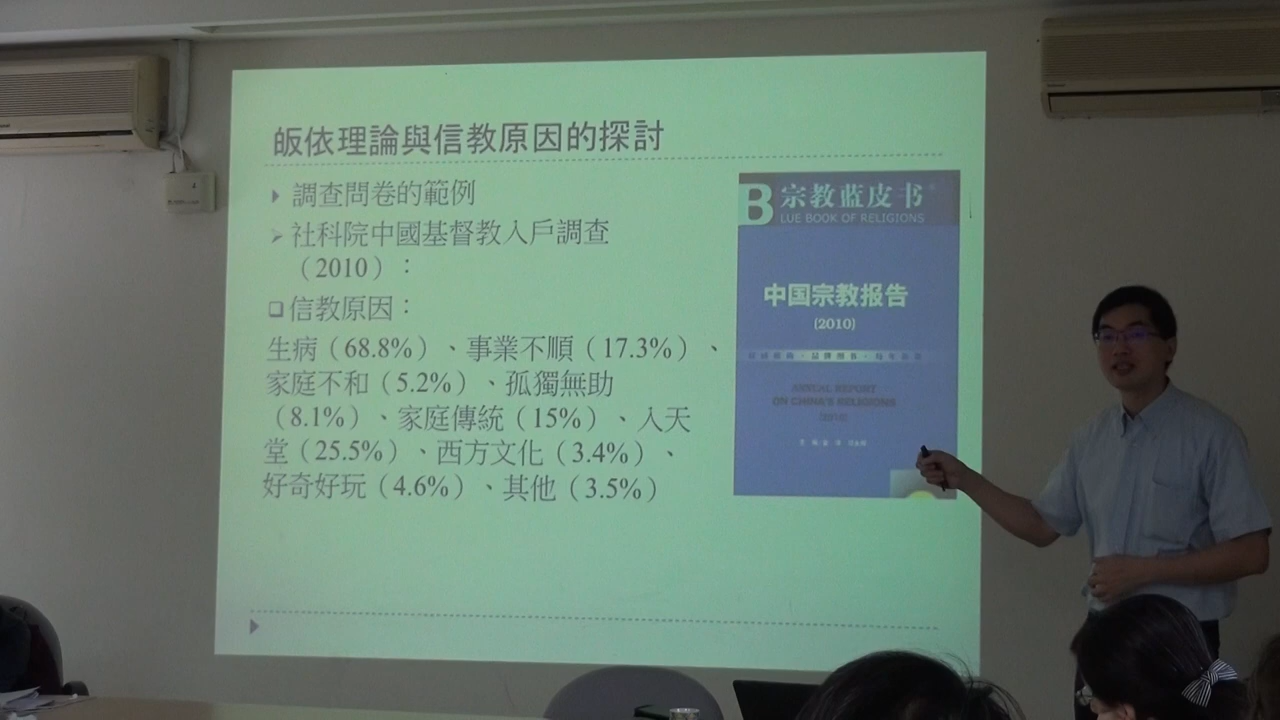 皈依理論與信教原因的探討
調查問卷的範例
社科院中國基督教入戶調查
（2010）：
信教原因：
生病（68.8%）、事業不順（17.3%）、
家庭不和（5.2%）、孤獨無助
（8.1%）、家庭傳統（15%）、入天
堂（25.5%）、西方文化（3.4%）、
好奇好玩（4.6%）、其他（3.5%）
B 宗教蓝皮书
LUE BOOK OF RELIGIONS
中国宗教报告
(2010)
ANNUAL REPORT
ON CHINA'S RELIGIONS
(2010)